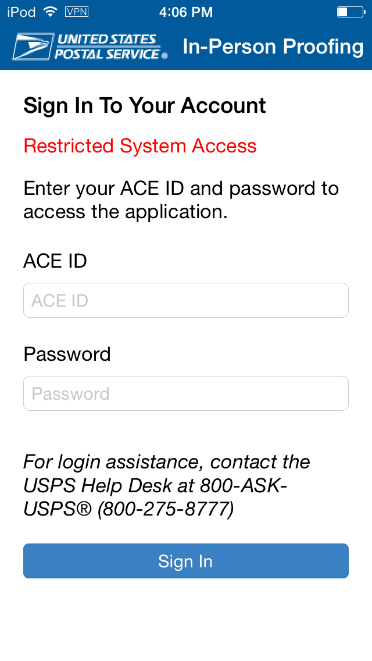 iPod VPN 4:06 PM
UNITED STATES
POSTAL SERVICE®
In-Person Proofing
Sign In To Your Account
Restricted System Access
Enter your ACE ID and password to
access the application.
ACE ID
ACE ID
Password
Password
For login assistance, contact the
USPS Help Desk at 800-ASK-
USPS® (800-275-8777)
Sign In